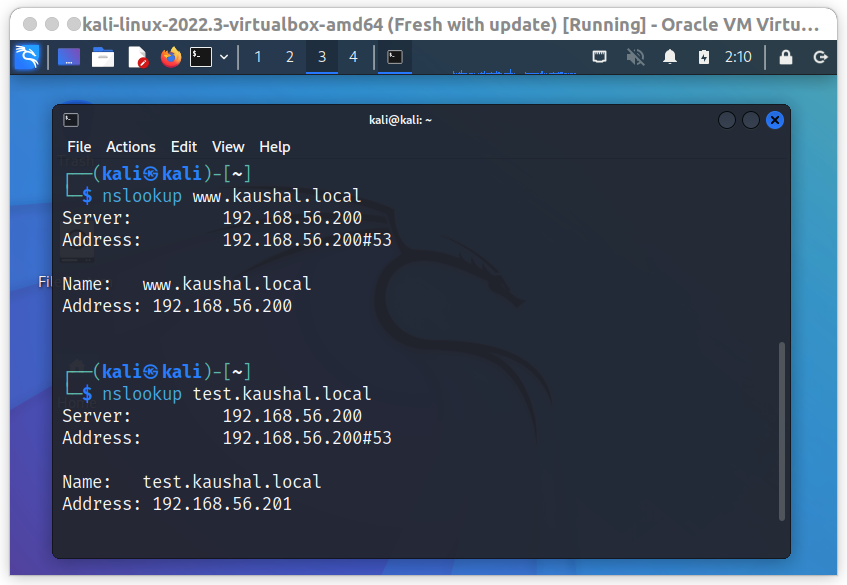 kali-linux-2022.3-virtualbox-amd64 (Fresh with update) [Running] - Oracle VM Virtu...
1 2 3 4 2:10
kali@kali: ~
File Actions Edit View Help
┌──(kali㉿kali)-[~]
└─$ nslookup www.kaushal.local
Server: 192.168.56.200
Address: 192.168.56.200#53
Name: www.kaushal.local
Address: 192.168.56.200
┌──(kali㉿kali)-[~]
└─$ nslookup test.kaushal.local
Server: 192.168.56.200
Address: 192.168.56.200#53
Name: test.kaushal.local
Address: 192.168.56.201